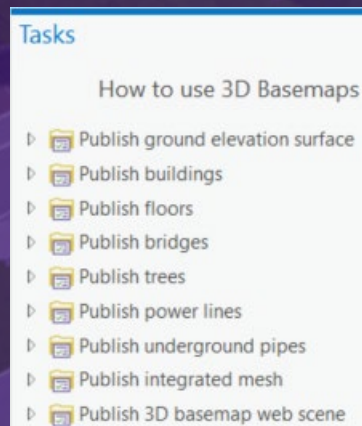 Tasks
How to use 3D Basemaps
Publish ground elevation surface
Publish buildings
Publish floors
Publish bridges
Publish trees
Publish power lines
Publish underground pipes
Publish integrated mesh
Publish 3D basemap web scene